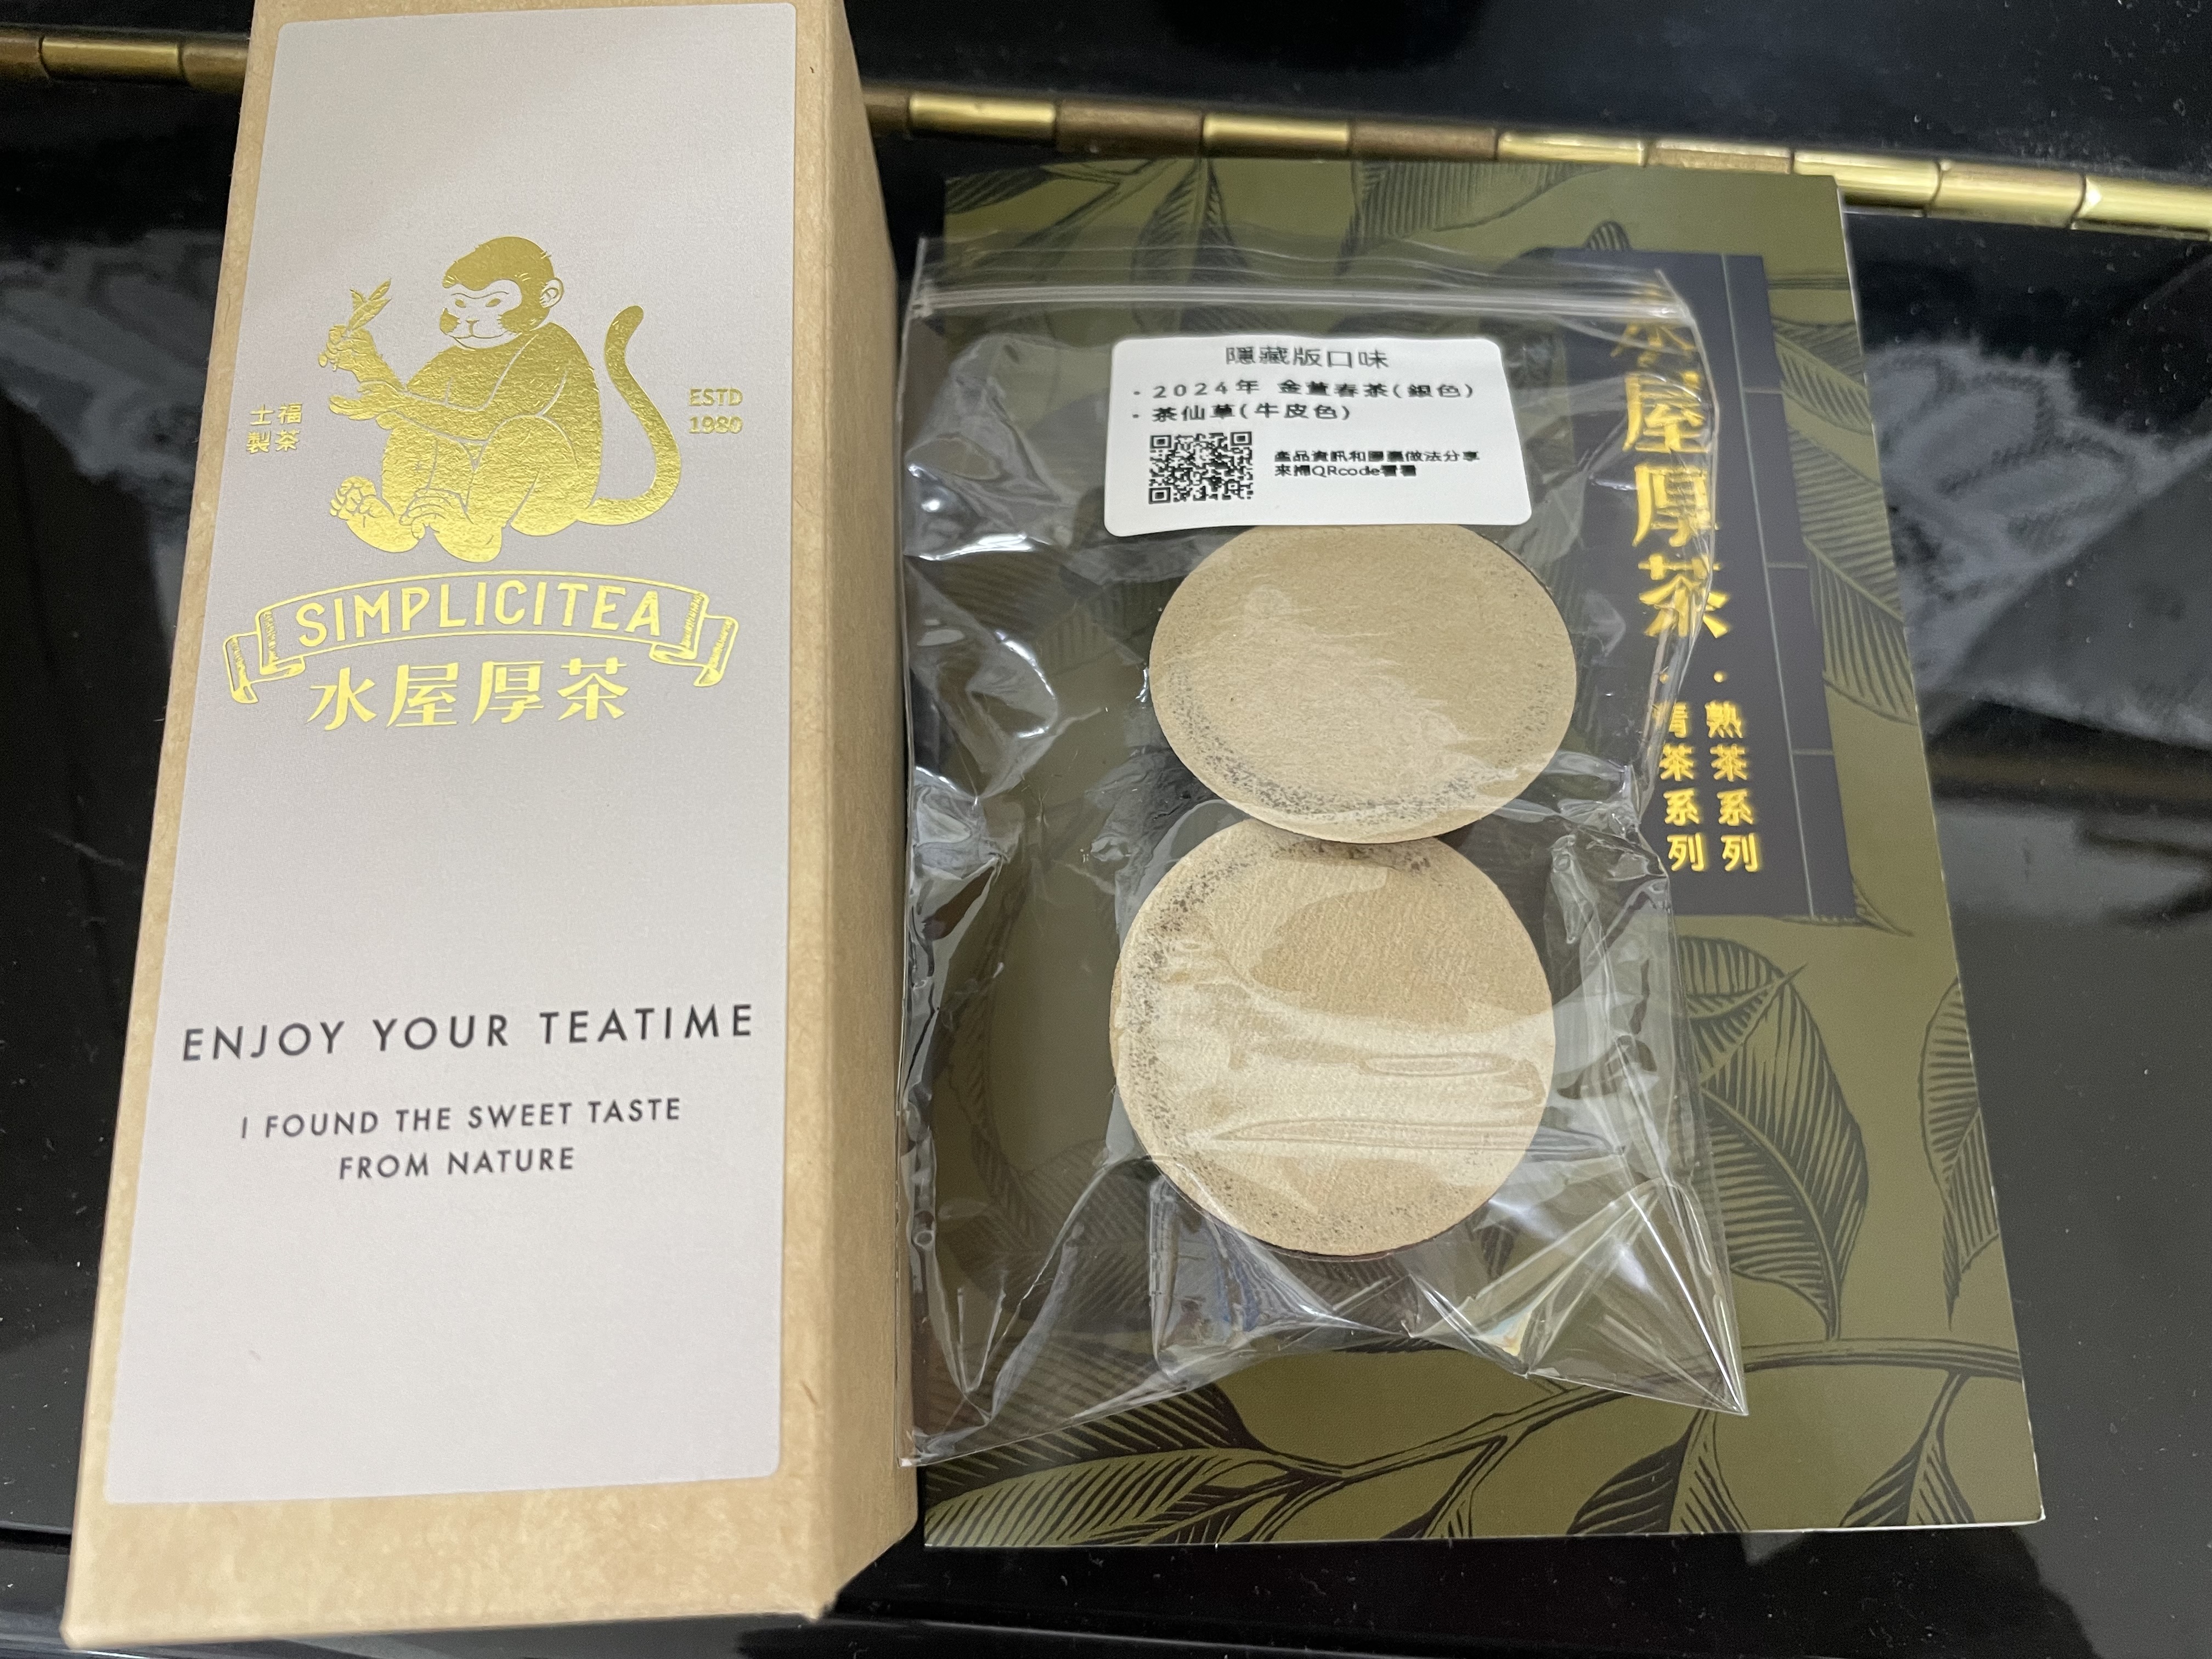 士福
製茶
ESTD
1980
SIMPLICITEA
水屋厚茶
ENJOY YOUR TEATIME
I FOUND THE SWEET TASTE
FROM NATURE
隱藏版口味
· 2024年 金萱春茶(銀色)
· 茶仙草(牛皮色)
產品資訊和圖書做法分享
來掃QRcode看看
水屋厚茶
· 熟茶系列
· 青茶系列